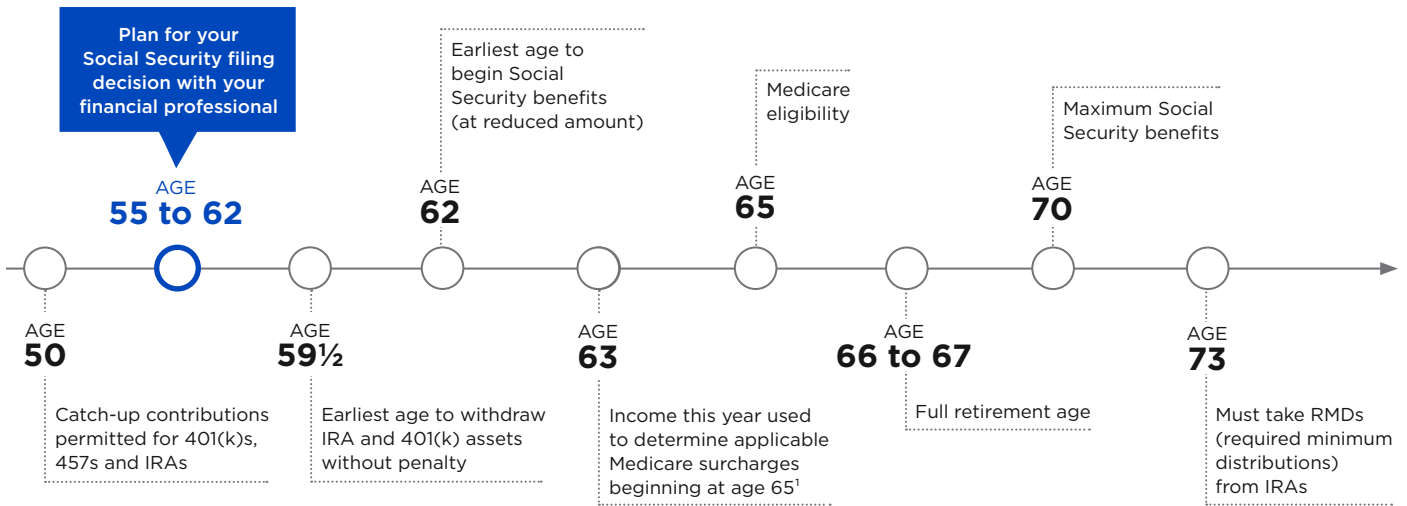 Plan for your
Social Security filing
decision with your
financial professional
AGE
55 to 62
Earliest age to
begin Social
Security benefits
(at reduced amount)
AGE
62
Medicare
eligibility
AGE
65
Maximum Social
Security benefits
AGE
70
AGE
50
Catch-up contributions
permitted for 401(k)s,
457s and IRAs
AGE
59½
Earliest age to withdraw
IRA and 401(k) assets
without penalty
AGE
63
Income this year used
to determine applicable
Medicare surcharges
beginning at age 65¹
AGE
66 to 67
Full retirement age
AGE
73
Must take RMDs
(required minimum
distributions)
from IRAs